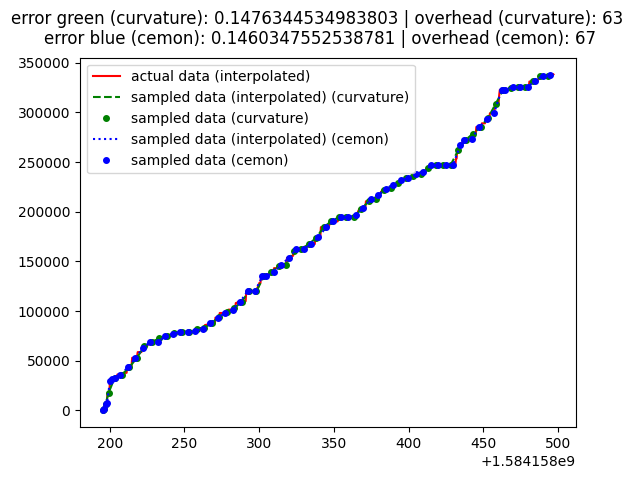 error green (curvature): 0.1476344534983803 | overhead (curvature): 63
error blue (cemon): 0.1460347552538781 | overhead (cemon): 67
350000
300000
250000
200000
150000
100000
50000
0
actual data (interpolated)
sampled data (interpolated) (curvature)
sampled data (curvature)
sampled data (interpolated) (cemon)
sampled data (cemon)
200 250 300 350 400 450 500
+1.584158e9